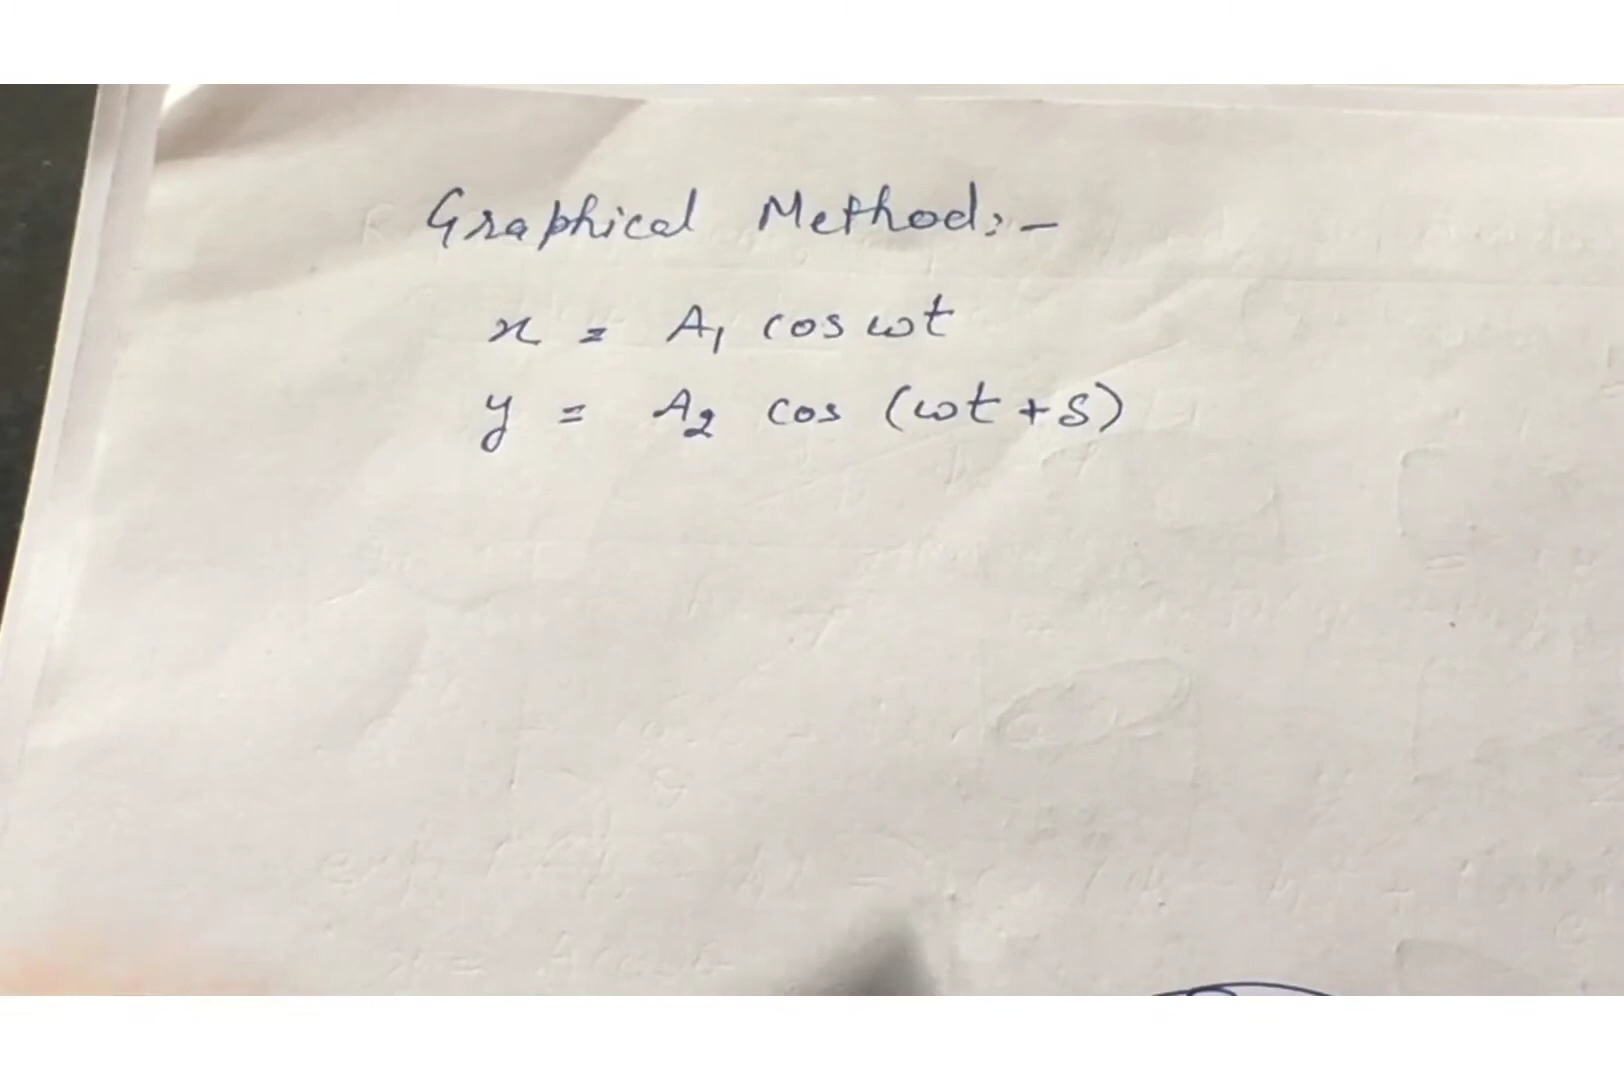 Graphical Method:-
x = A₁ cos ωt
y = A₂ cos (ωt + δ)